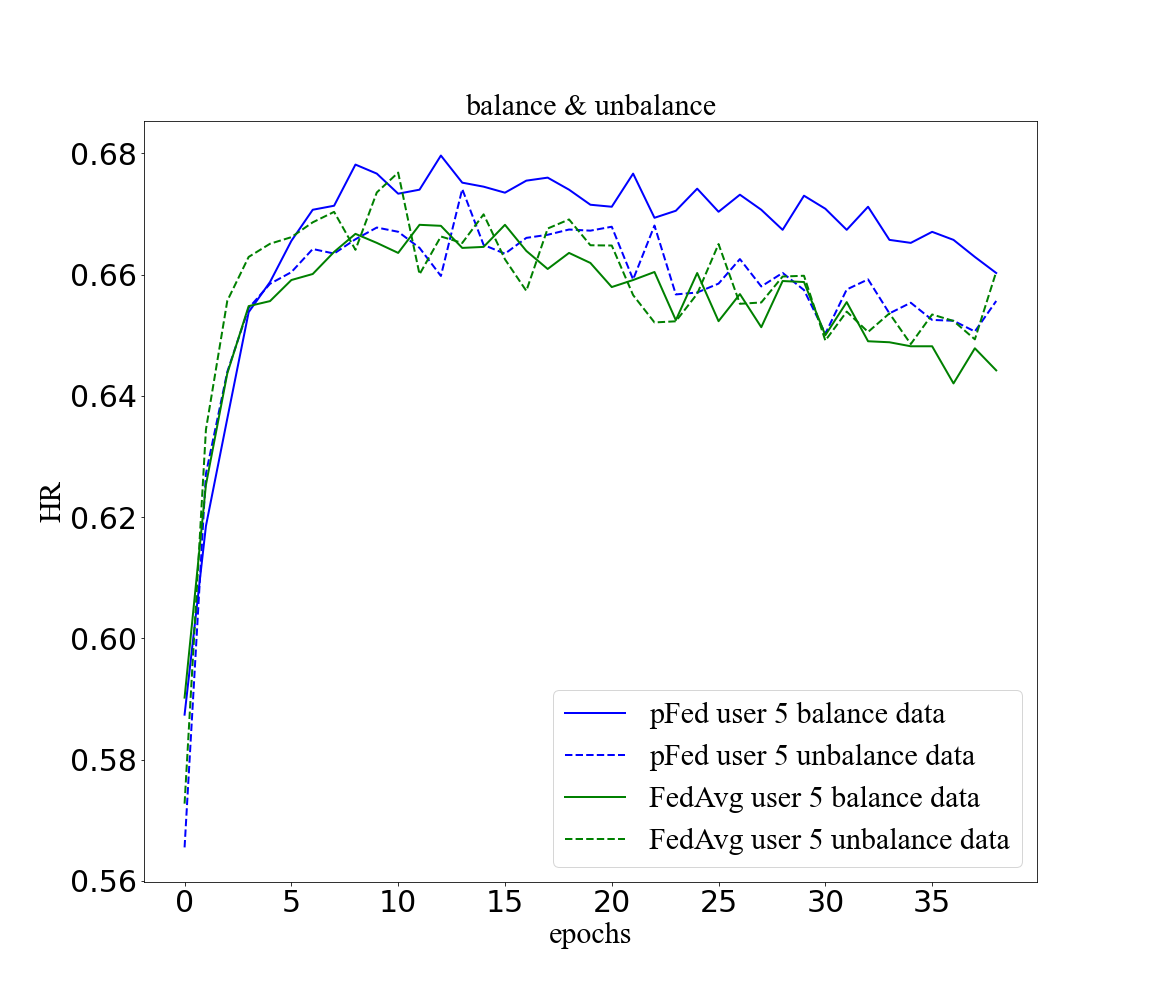 balance & unbalance
0.68
0.66
0.64
0.62
0.60
0.58
0.56
HR
0 5 10 15 20 25 30 35
epochs
pFed user 5 balance data
pFed user 5 unbalance data
FedAvg user 5 balance data
FedAvg user 5 unbalance data